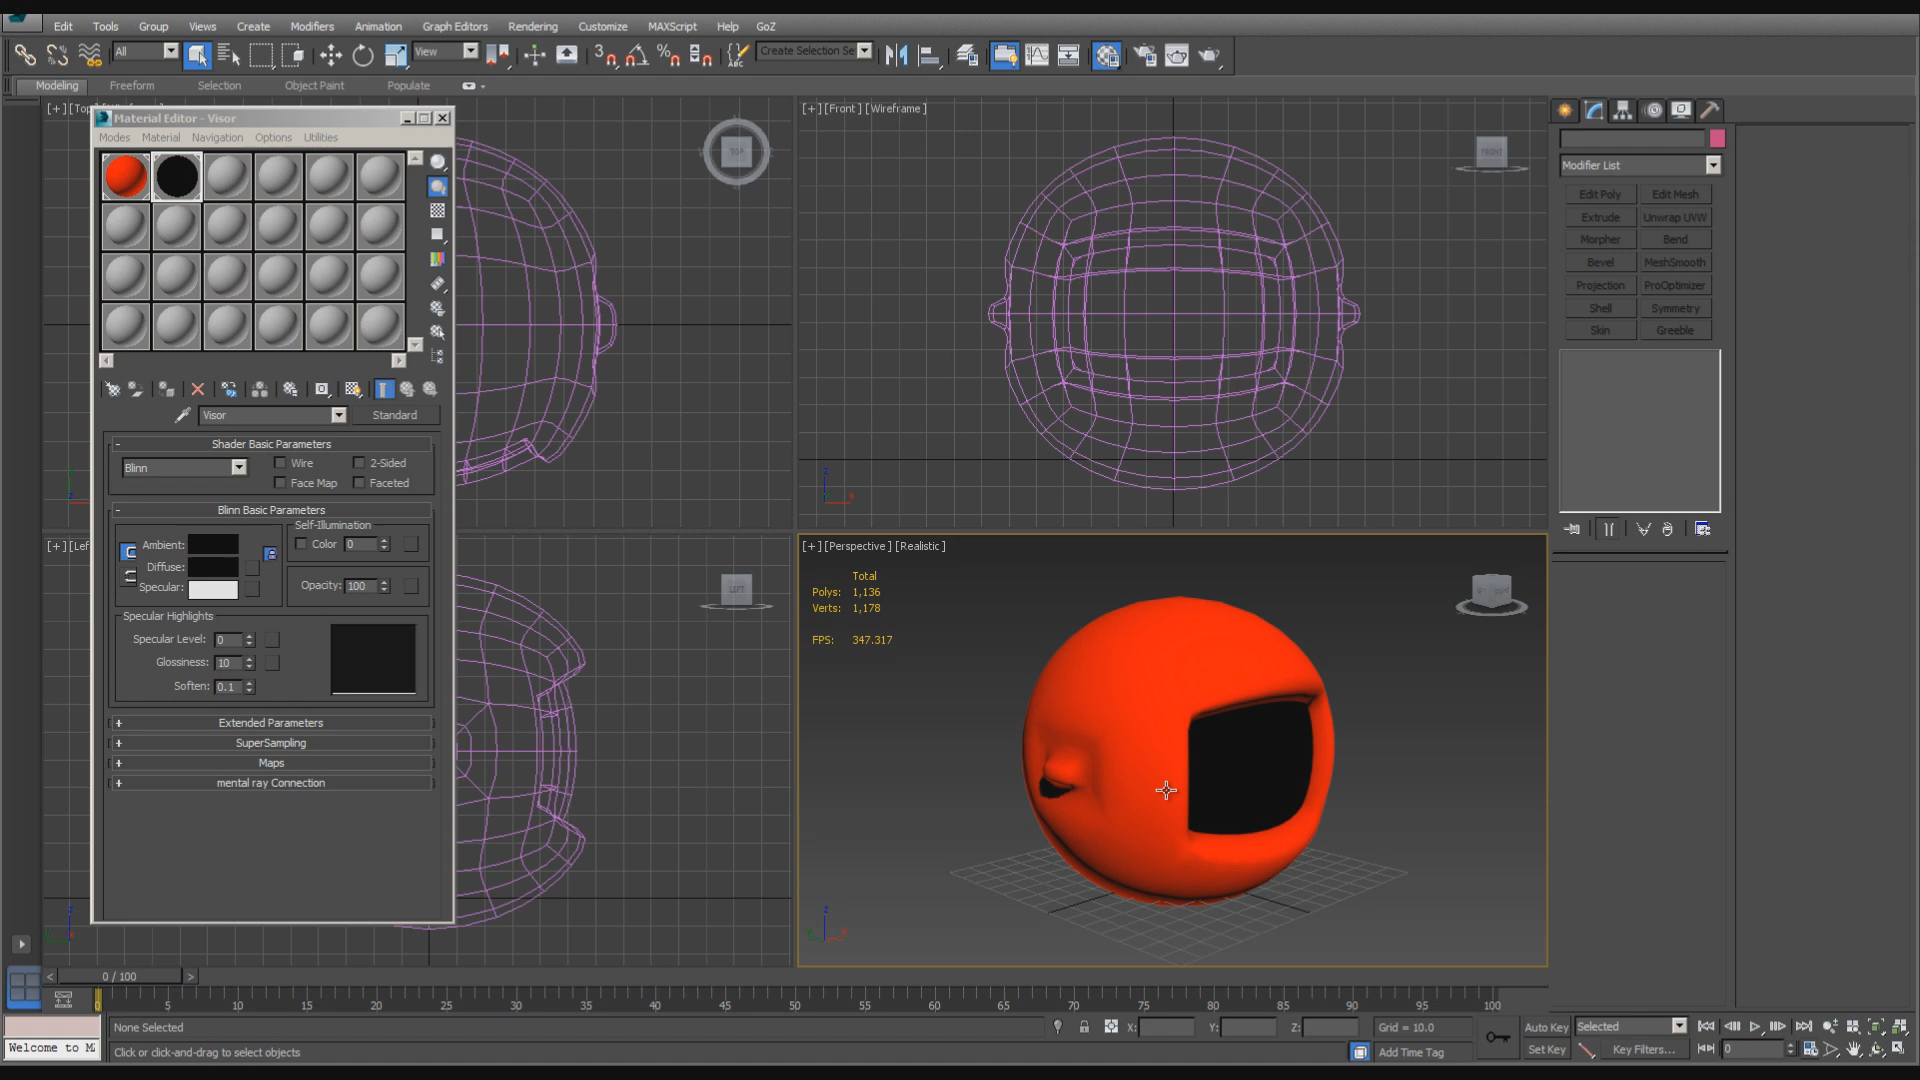 Edit Tools Group Views Create Modifiers Animation Graph Editors Rendering Customize MAXScript Help GoZ
All View Create Selection Se
Modeling Freeform Selection Object Paint Populate
[+][Top
Material Editor - Visor
Modes Material Navigation Options Utilities
Visor Standard
Shader Basic Parameters
Blinn Wire 2-Sided
Face Map Faceted
Blinn Basic Parameters
Self-Illumination
Ambient: Color 0
Diffuse:
Specular: Opacity: 100
Specular Highlights
Specular Level: 0
Glossiness: 10
Soften: 0.1
Extended Parameters
SuperSampling
Maps
mental ray Connection
TOP
[+][Front][Wireframe]
FRONT
[+][Lef
LEFT
[+][Perspective][Realistic]
Total
Polys: 1,136
Verts: 1,178
FPS: 347.317
Modifier List
Edit Poly Edit Mesh
Extrude Unwrap UVW
Morpher Bend
Bevel MeshSmooth
Projection ProOptimizer
Shell Symmetry
Skin Greeble
< 0 / 100 >
0 5 10 15 20 25 30 35 40 45 50 55 60 65 70 75 80 85 90 95 100
None Selected X: Y: Z: Grid = 10.0 Auto Key Selected
Welcome to M Click or click-and-drag to select objects Add Time Tag Set Key Key Filters... 0